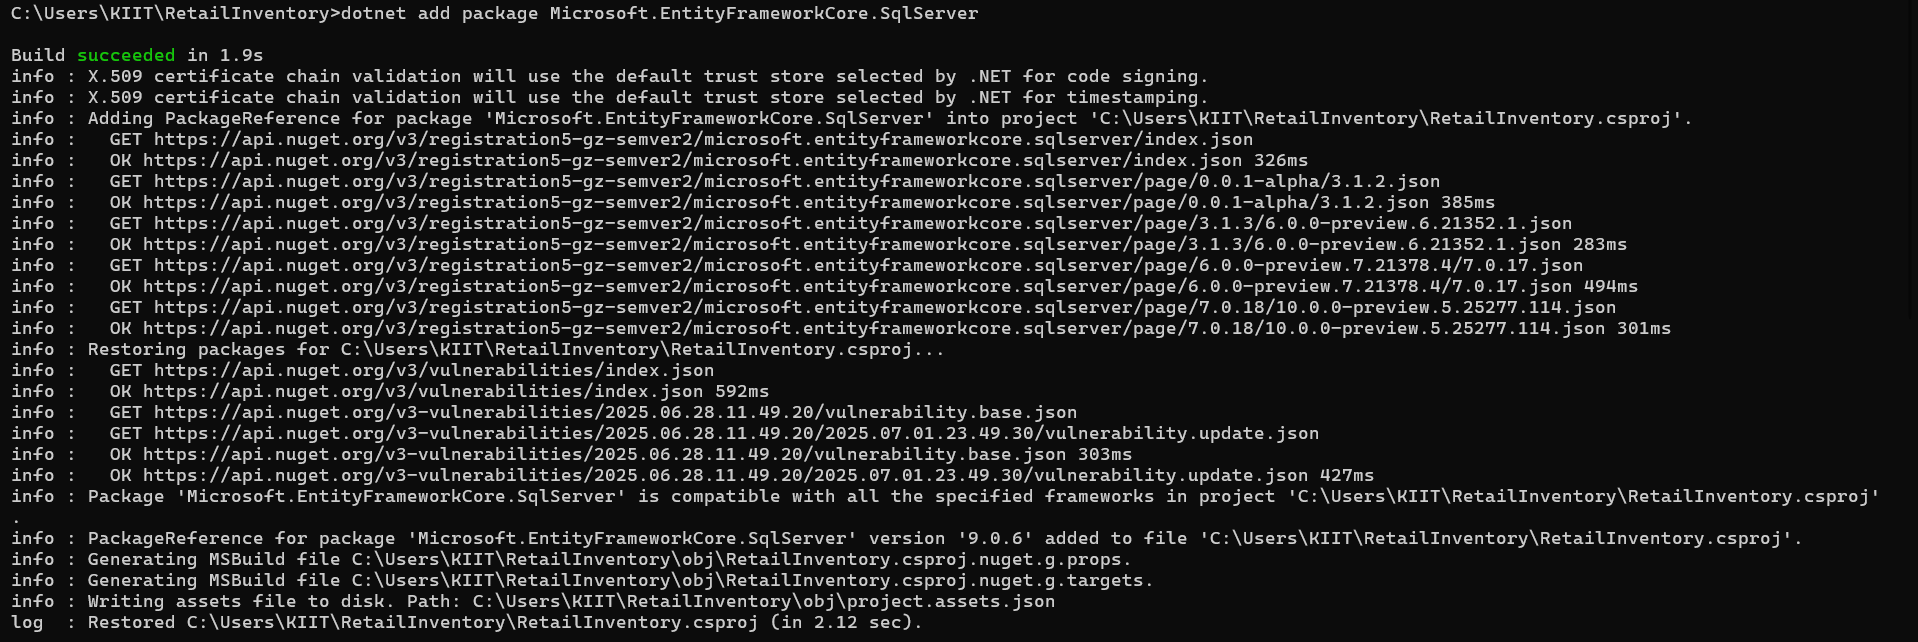 C:\Users\KIIT\RetailInventory>dotnet add package Microsoft.EntityFrameworkCore.SqlServer
Build succeeded in 1.9s
info : X.509 certificate chain validation will use the default trust store selected by .NET for code signing.
info : X.509 certificate chain validation will use the default trust store selected by .NET for timestamping.
info : Adding PackageReference for package 'Microsoft.EntityFrameworkCore.SqlServer' into project 'C:\Users\KIIT\RetailInventory\RetailInventory.csproj'.
info :   GET https://api.nuget.org/v3/registration5-gz-semver2/microsoft.entityframeworkcore.sqlserver/index.json
info :   OK https://api.nuget.org/v3/registration5-gz-semver2/microsoft.entityframeworkcore.sqlserver/index.json 326ms
info :   GET https://api.nuget.org/v3/registration5-gz-semver2/microsoft.entityframeworkcore.sqlserver/page/0.0.1-alpha/3.1.2.json
info :   OK https://api.nuget.org/v3/registration5-gz-semver2/microsoft.entityframeworkcore.sqlserver/page/0.0.1-alpha/3.1.2.json 385ms
info :   GET https://api.nuget.org/v3/registration5-gz-semver2/microsoft.entityframeworkcore.sqlserver/page/3.1.3/6.0.0-preview.6.21352.1.json
info :   OK https://api.nuget.org/v3/registration5-gz-semver2/microsoft.entityframeworkcore.sqlserver/page/3.1.3/6.0.0-preview.6.21352.1.json 283ms
info :   GET https://api.nuget.org/v3/registration5-gz-semver2/microsoft.entityframeworkcore.sqlserver/page/6.0.0-preview.7.21378.4/7.0.17.json
info :   OK https://api.nuget.org/v3/registration5-gz-semver2/microsoft.entityframeworkcore.sqlserver/page/6.0.0-preview.7.21378.4/7.0.17.json 494ms
info :   GET https://api.nuget.org/v3/registration5-gz-semver2/microsoft.entityframeworkcore.sqlserver/page/7.0.18/10.0.0-preview.5.25277.114.json
info :   OK https://api.nuget.org/v3/registration5-gz-semver2/microsoft.entityframeworkcore.sqlserver/page/7.0.18/10.0.0-preview.5.25277.114.json 301ms
info : Restoring packages for C:\Users\KIIT\RetailInventory\RetailInventory.csproj...
info :   GET https://api.nuget.org/v3/vulnerabilities/index.json
info :   OK https://api.nuget.org/v3/vulnerabilities/index.json 592ms
info :   GET https://api.nuget.org/v3-vulnerabilities/2025.06.28.11.49.20/vulnerability.base.json
info :   GET https://api.nuget.org/v3-vulnerabilities/2025.06.28.11.49.20/2025.07.01.23.49.30/vulnerability.update.json
info :   OK https://api.nuget.org/v3-vulnerabilities/2025.06.28.11.49.20/vulnerability.base.json 303ms
info :   OK https://api.nuget.org/v3-vulnerabilities/2025.06.28.11.49.20/2025.07.01.23.49.30/vulnerability.update.json 427ms
info : Package 'Microsoft.EntityFrameworkCore.SqlServer' is compatible with all the specified frameworks in project 'C:\Users\KIIT\RetailInventory\RetailInventory.csproj'
.
info : PackageReference for package 'Microsoft.EntityFrameworkCore.SqlServer' version '9.0.6' added to file 'C:\Users\KIIT\RetailInventory\RetailInventory.csproj'.
info : Generating MSBuild file C:\Users\KIIT\RetailInventory\obj\RetailInventory.csproj.nuget.g.props.
info : Generating MSBuild file C:\Users\KIIT\RetailInventory\obj\RetailInventory.csproj.nuget.g.targets.
info : Writing assets file to disk. Path: C:\Users\KIIT\RetailInventory\obj\project.assets.json
log  : Restored C:\Users\KIIT\RetailInventory\RetailInventory.csproj (in 2.12 sec).